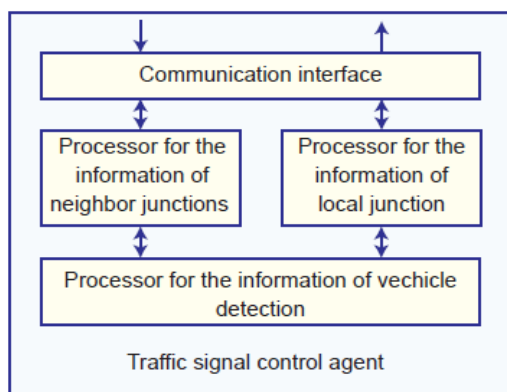 Communication interface
Processor for the
information of
neighbor junctions
Processor for the
information of
local junction
Processor for the information of vechicle
detection
Traffic signal control agent